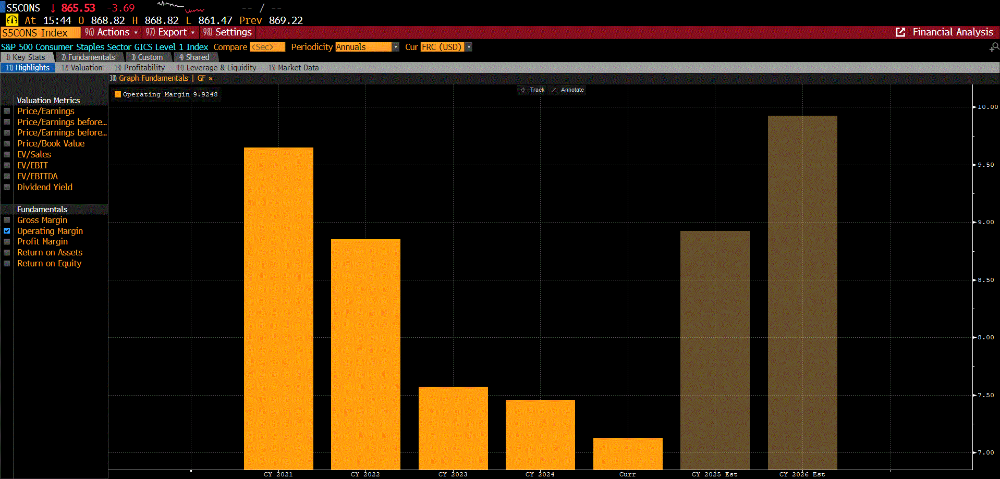 S5CONS ↓ 865.53 -3.69 -- / --
At 15:44 O 868.82 H 868.82 L 861.47 Prev 869.22
S5CONS Index 96) Actions 97) Export 98) Settings Financial Analysis
S&P 500 Consumer Staples Sector GICS Level 1 Index Compare <Sec> Periodicity Annuals Cur FRC (USD)
1) Key Stats 2) Fundamentals 3) Custom 4) Shared
11) Highlights 12) Valuation 13) Profitability 14) Leverage & Liquidity 15) Market Data
30) Graph Fundamentals | GF »
Track Annotate
Operating Margin 9.9248
Valuation Metrics
Price/Earnings
Price/Earnings before...
Price/Earnings before...
Price/Book Value
EV/Sales
EV/EBIT
EV/EBITDA
Dividend Yield
Fundamentals
Gross Margin
Operating Margin
Profit Margin
Return on Assets
Return on Equity
10.00
9.50
9.00
8.50
8.00
7.50
7.00
CY 2021 CY 2022 CY 2023 CY 2024 Curr CY 2025 Est CY 2026 Est